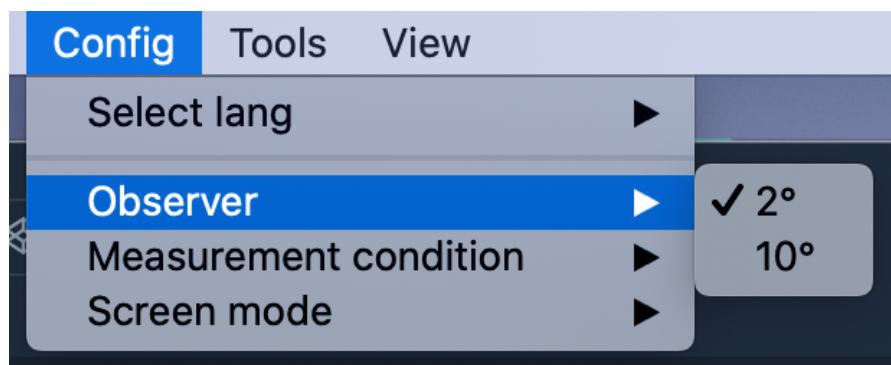 Config Tools View
Select lang
Observer
2°
Measurement condition
10°
Screen mode